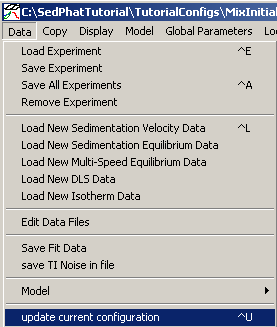 C:\SedPhatTutorial\TutorialConfigs\MixInitial
Data Copy Display Model Global Parameters Lo
Load Experiment ^E
Save Experiment
Save All Experiments ^A
Remove Experiment
Load New Sedimentation Velocity Data ^L
Load New Sedimentation Equilibrium Data
Load New Multi-Speed Equilibrium Data
Load New DLS Data
Load New Isotherm Data
Edit Data Files
Save Fit Data
save TI Noise in file
Model
update current configuration ^U